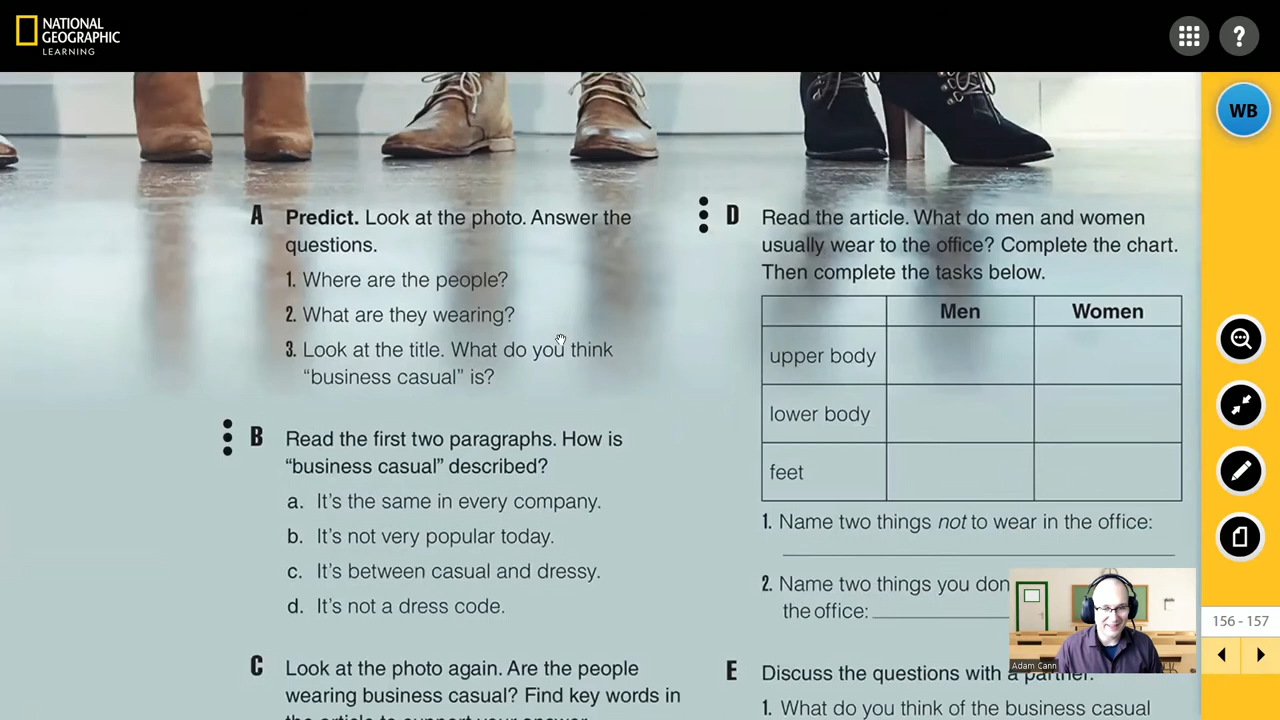 NATIONAL
GEOGRAPHIC
LEARNING
?
WB
A Predict. Look at the photo. Answer the
questions.
1. Where are the people?
2. What are they wearing?
3. Look at the title. What do you think
“business casual” is?
B Read the first two paragraphs. How is
“business casual” described?
a. It’s the same in every company.
b. It’s not very popular today.
c. It’s between casual and dressy.
d. It’s not a dress code.
C Look at the photo again. Are the people
wearing business casual? Find key words in
the article to support your answer.
D Read the article. What do men and women
usually wear to the office? Complete the chart.
Then complete the tasks below.
Men Women
upper body
lower body
feet
1. Name two things not to wear in the office:
2. Name two things you don
the office:
E Discuss the questions with a partner.
1. What do you think of the business casual
Adam Cann
156 - 157